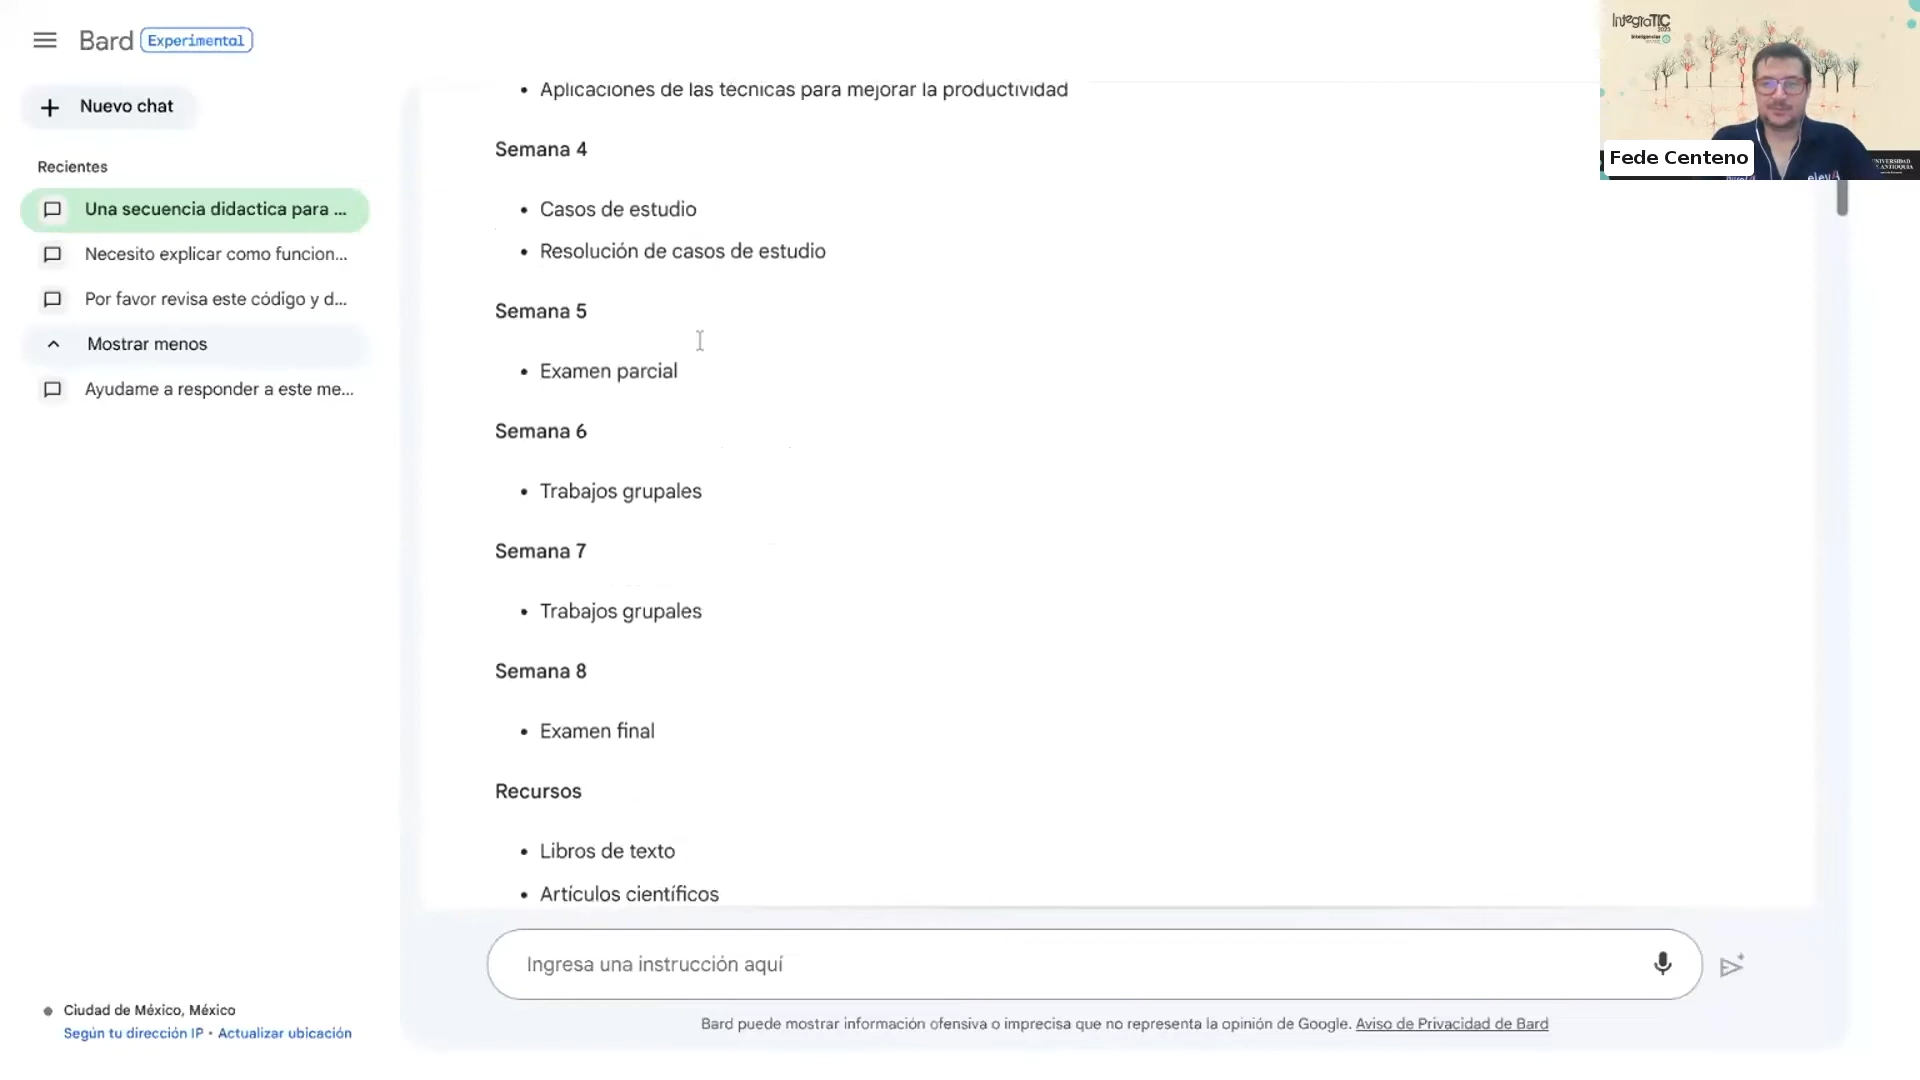 Bard Experimental
Nuevo chat
Recientes
Una secuencia didactica para ...
Necesito explicar como funcion...
Por favor revisa este código y d...
Mostrar menos
Ayudame a responder a este me...
Ciudad de México, México
Según tu dirección IP • Actualizar ubicación
• Aplicaciones de las técnicas para mejorar la productividad
Semana 4
• Casos de estudio
• Resolución de casos de estudio
Semana 5
• Examen parcial
Semana 6
• Trabajos grupales
Semana 7
• Trabajos grupales
Semana 8
• Examen final
Recursos
• Libros de texto
• Artículos científicos
Ingresa una instrucción aquí
Bard puede mostrar información ofensiva o imprecisa que no representa la opinión de Google. Aviso de Privacidad de Bard
IntegraTIC
Fede Centeno